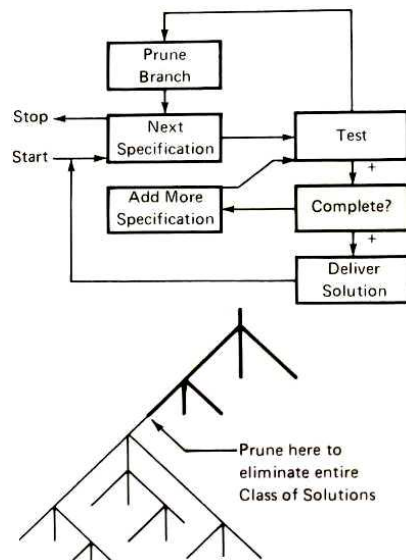 Prune
Branch
Stop
Next
Specification
Test
Start
+
Add More
Specification
Complete?
+
Deliver
Solution
Prune here to
eliminate entire
Class of Solutions